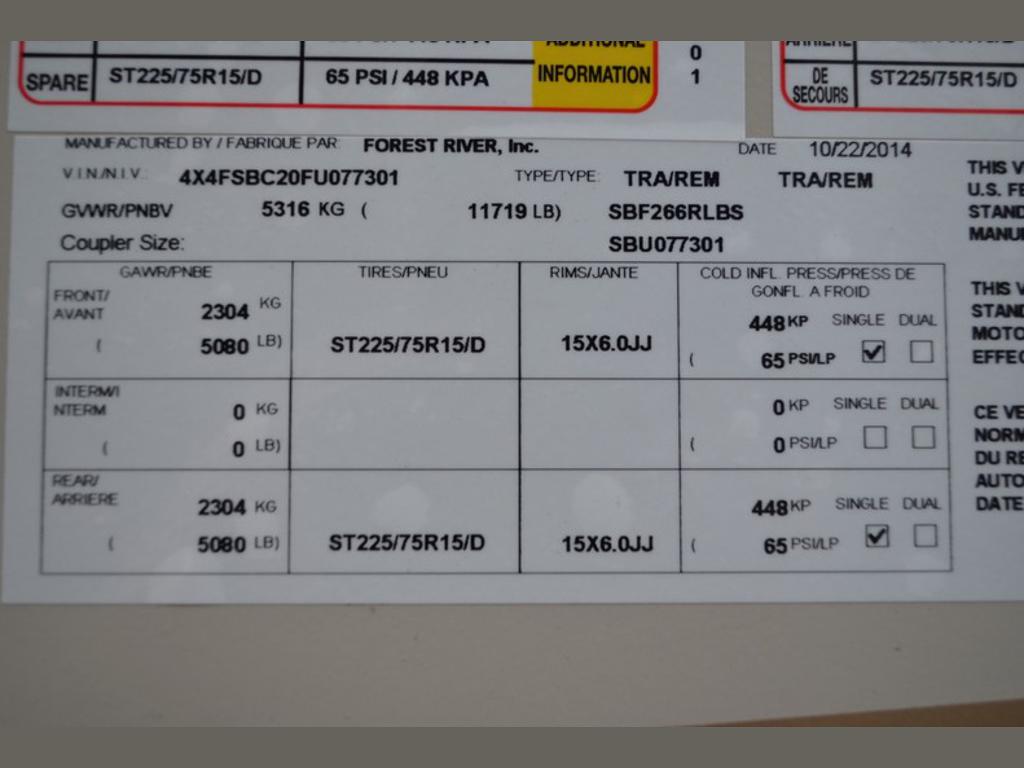 ADDITIONAL
SPARE ST225/75R15/D 65 PSI / 448 KPA INFORMATION
0
1
ARRIÈRE
DE SECOURS ST225/75R15/D
MANUFACTURED BY / FABRIQUE PAR: FOREST RIVER, Inc. DATE 10/22/2014
V.I.N./N.I.V.: 4X4FSBC20FU077301 TYPE/TYPE: TRA/REM TRA/REM
GVWR/PNBV 5316 KG ( 11719 LB) SBF266RLBS
Coupler Size: SBU077301
GAWR/PNBE TIRES/PNEU RIMS/JANTE COLD INFL. PRESS/PRESS DE
GONFL. A FROID
FRONT/
AVANT 2304 KG 448 KP SINGLE DUAL
( 5080 LB) ST225/75R15/D 15X6.0JJ ( 65 PSI/LP
INTERM/I
NTERM 0 KG 0 KP SINGLE DUAL
( 0 LB) ( 0 PSI/LP
REAR/
ARRIERE 2304 KG 448 KP SINGLE DUAL
( 5080 LB) ST225/75R15/D 15X6.0JJ ( 65 PSI/LP
THIS V
U.S. FE
STAND
MANU
THIS V
STAND
MOTO
EFFEC
CE VE
NORM
DU RE
AUTO
DATE